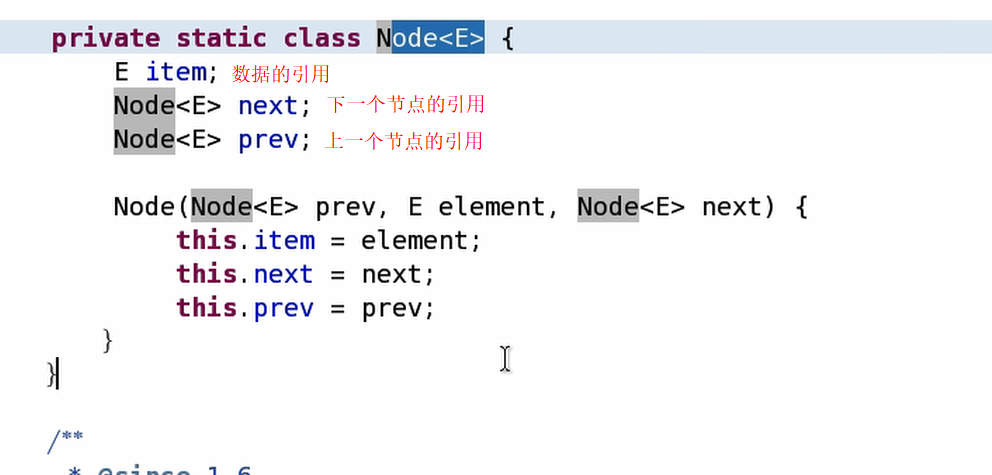 private static class Node<E> {
E item; 数据的引用
Node<E> next; 下一个节点的引用
Node<E> prev; 上一个节点的引用
Node(Node<E> prev, E element, Node<E> next) {
this.item = element;
this.next = next;
this.prev = prev;
}
}
/**
* @since 1.6